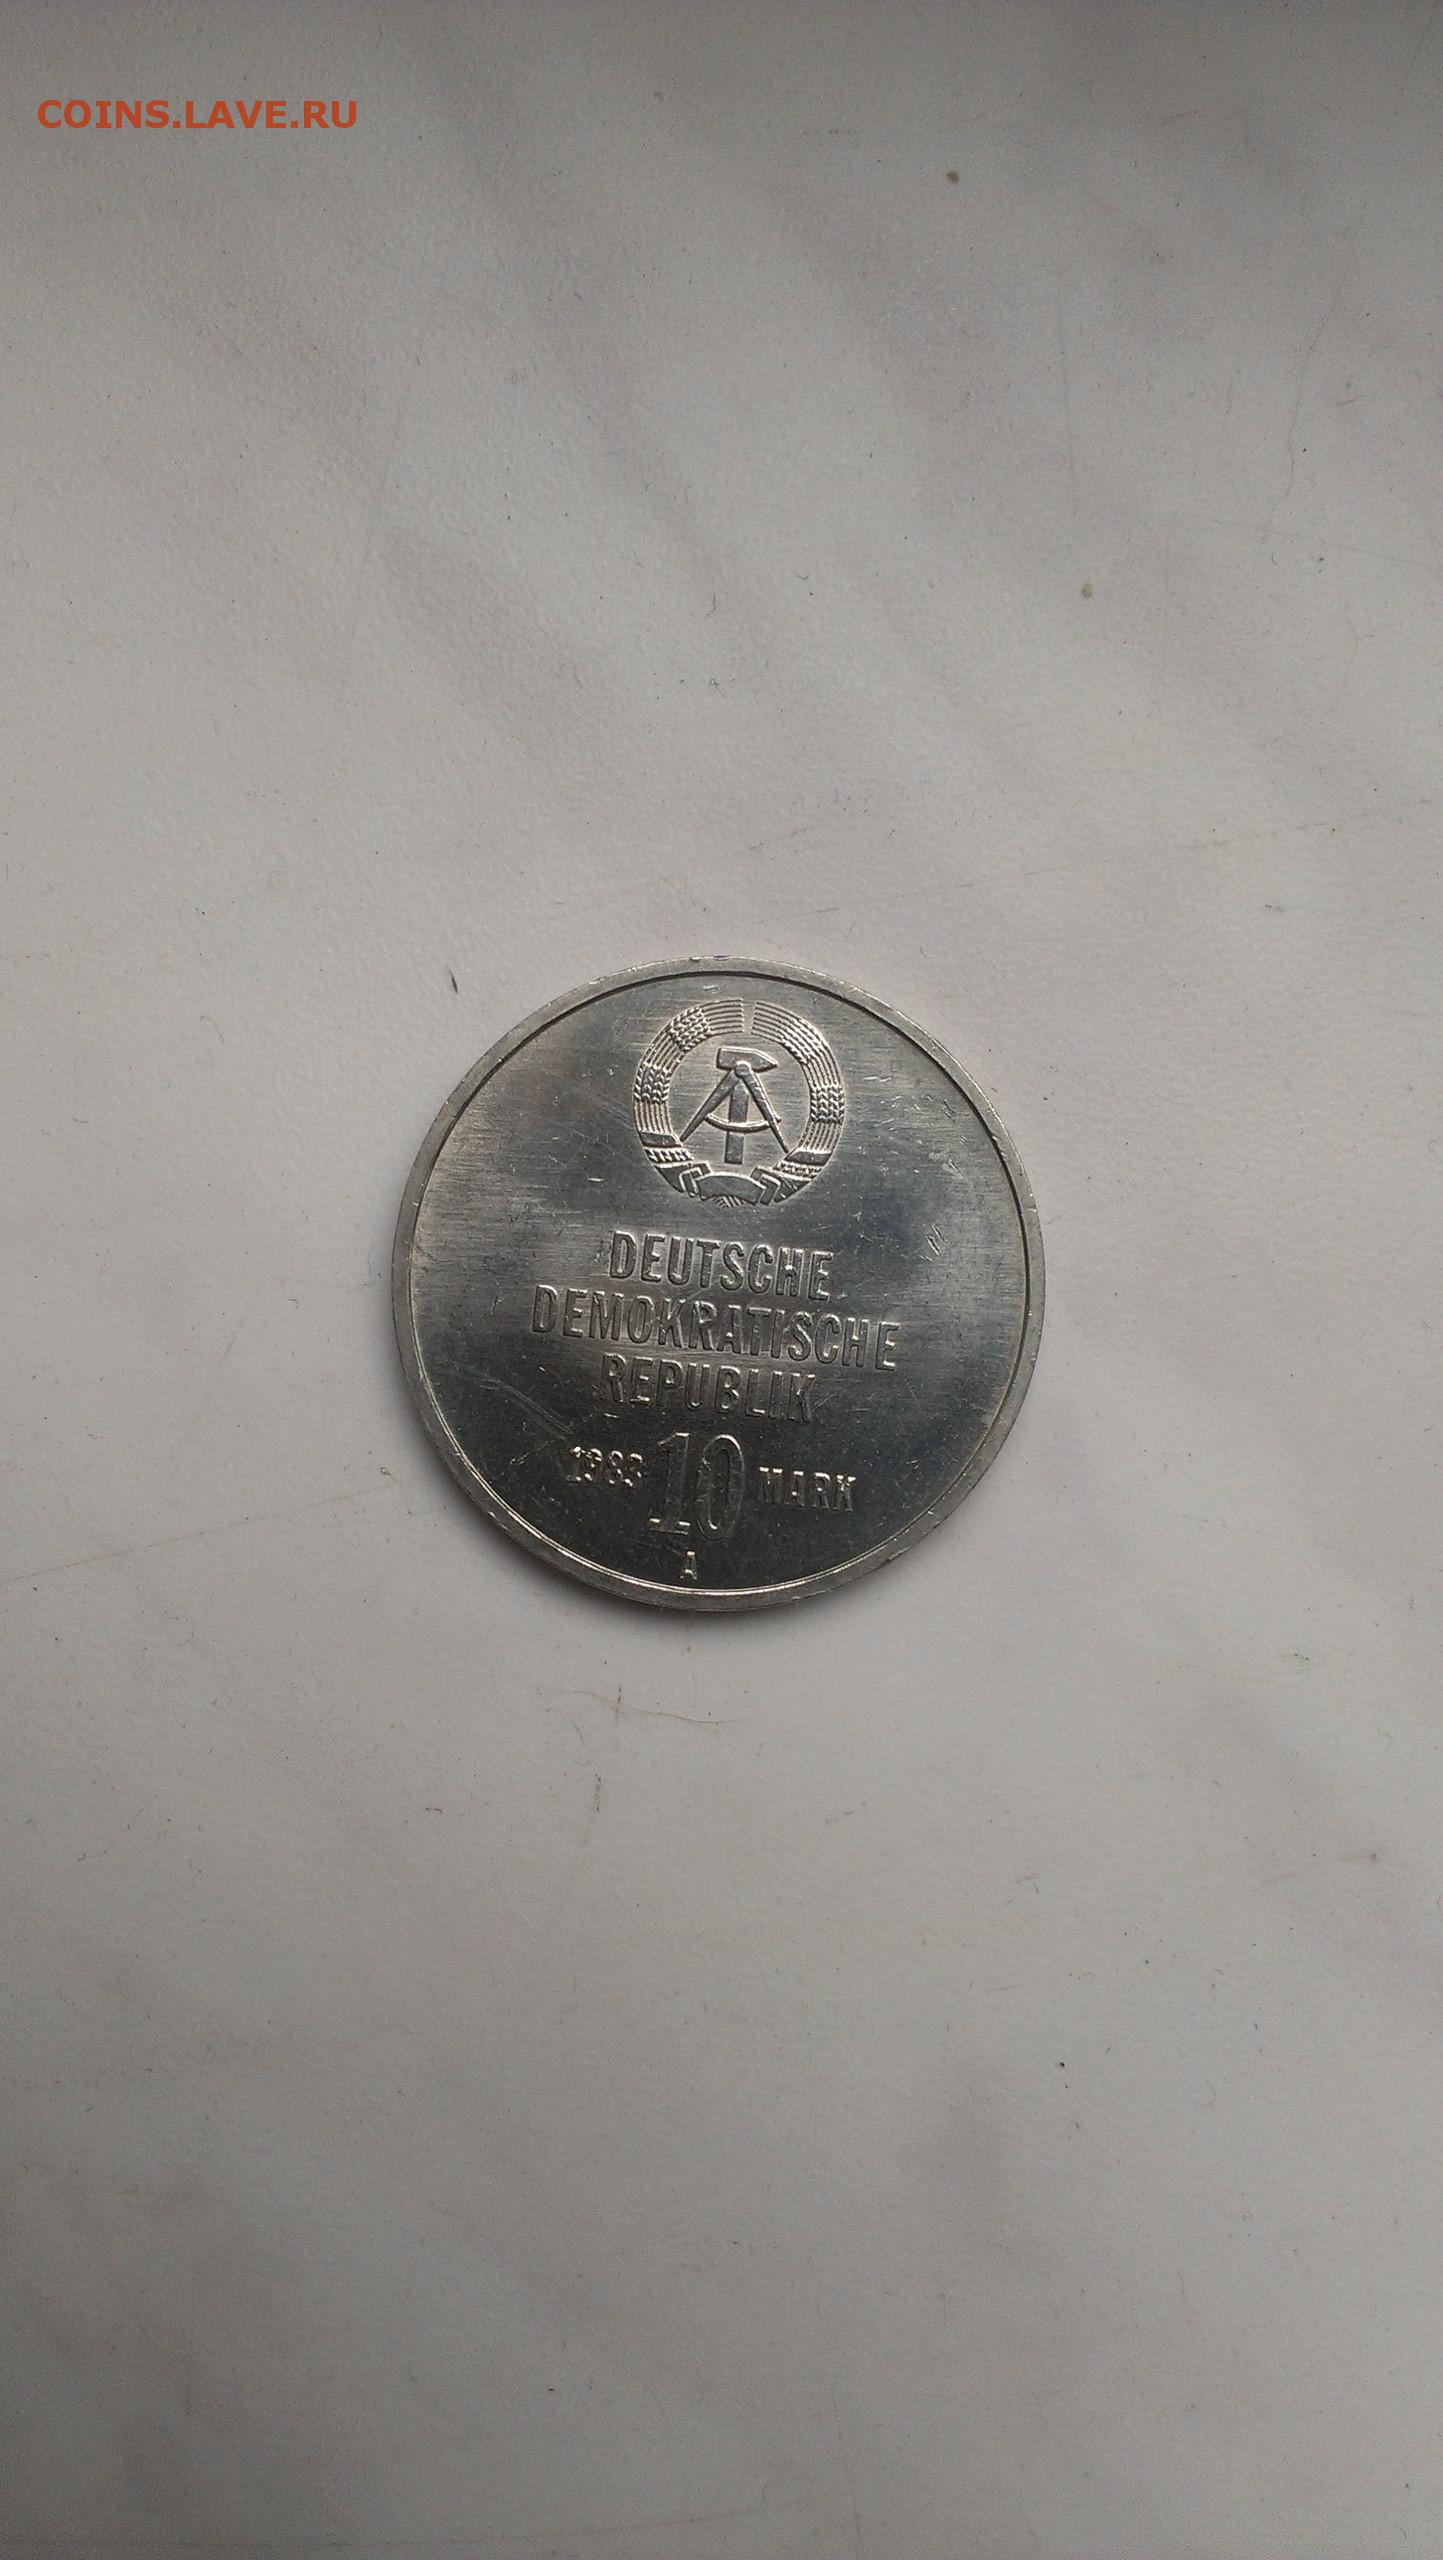 COINS.LAVE.RU
DEUTSCHE
DEMOKRATISCHE
REPUBLIK
1983 10 MARK
A